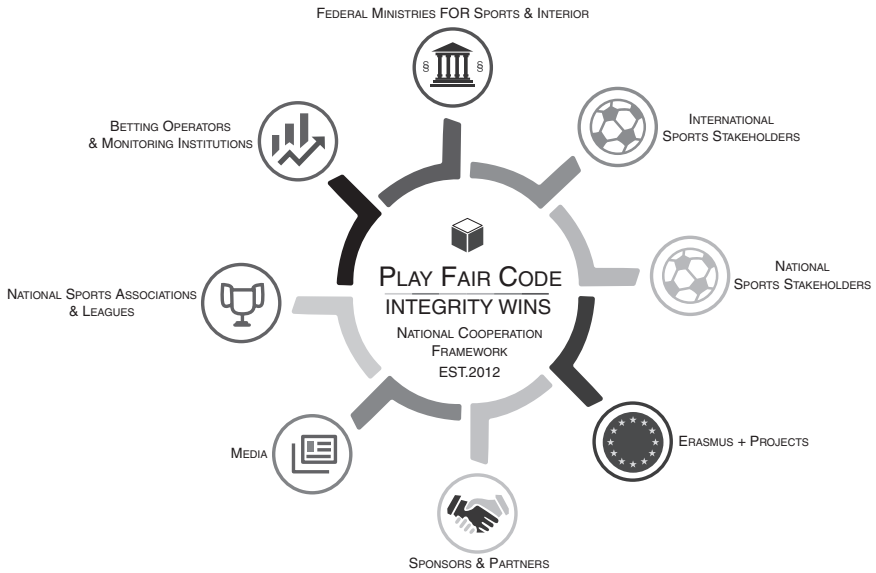 Federal Ministries FOR Sports & Interior
§ §
International
Sports Stakeholders
Betting Operators
& Monitoring Institutions
National
Sports Stakeholders
National Sports Associations
& Leagues
Play Fair Code
INTEGRITY WINS
National Cooperation
Framework
EST.2012
Erasmus + Projects
Media
Sponsors & Partners